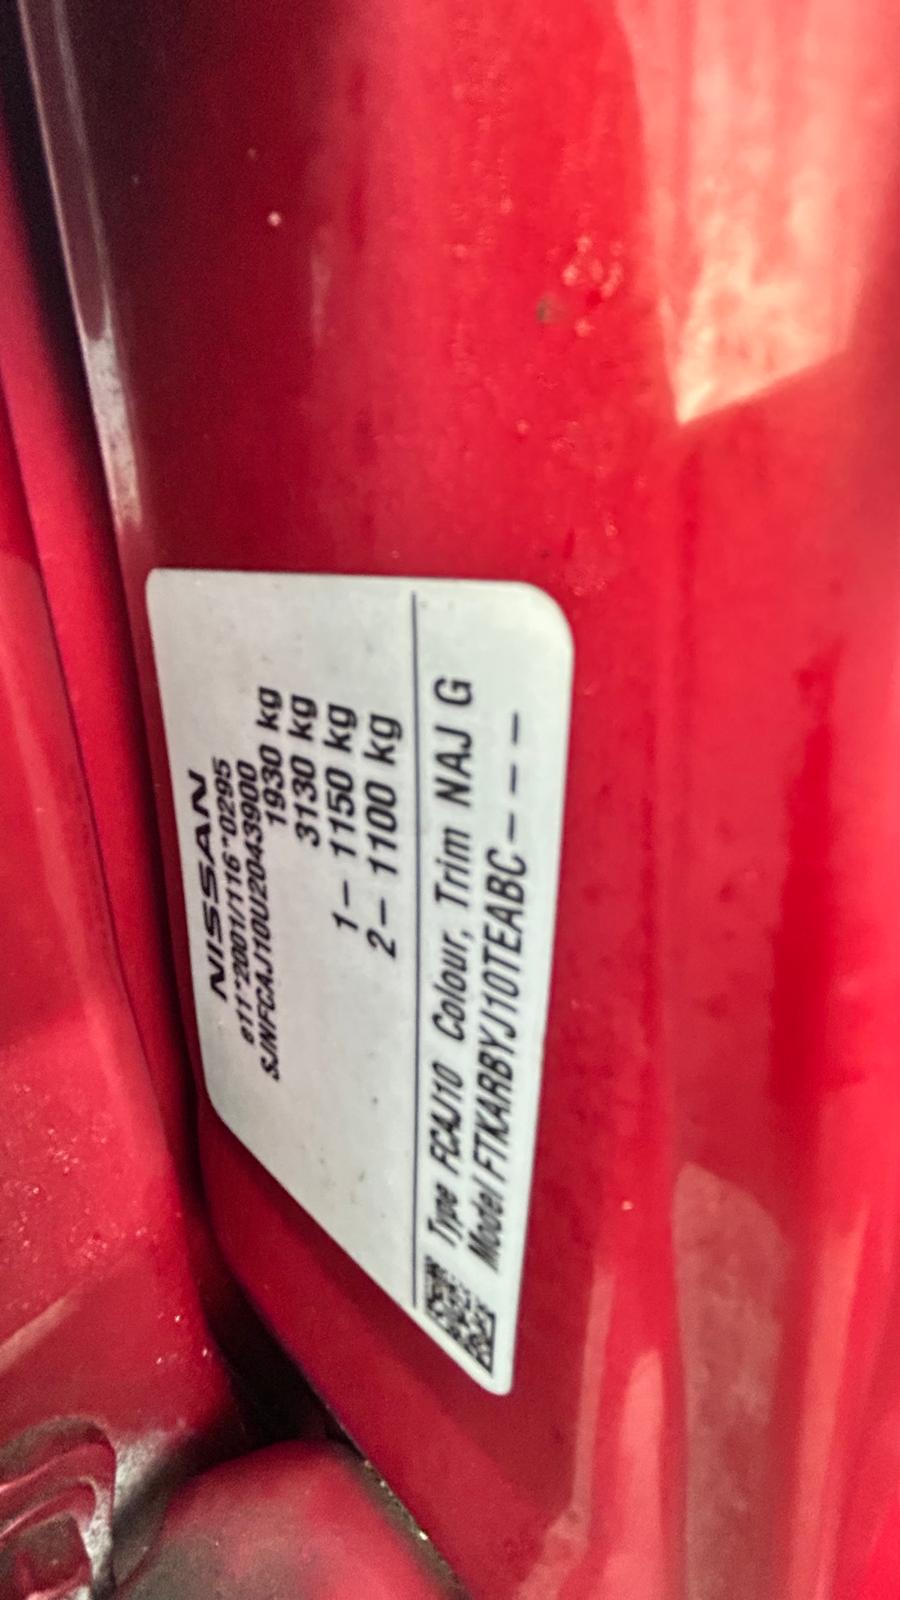 NISSAN
e11*2001/116*0295
SJNFCAJ10U2043900
1930 kg
3130 kg
1- 1150 kg
2- 1100 kg
Type FCAJ10 Colour, Trim NAJ G
Model FTKARBYJ10TEABC----